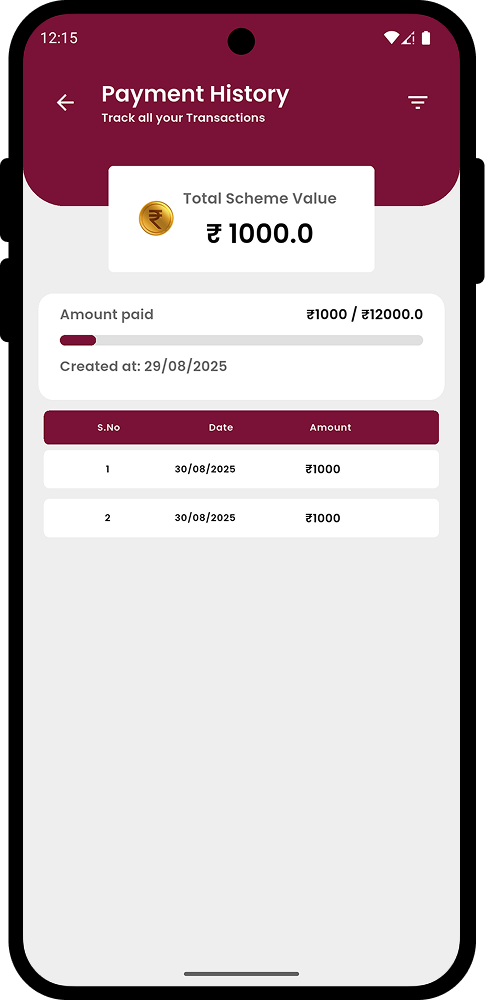 12:15
Payment History
Track all your Transactions
Total Scheme Value
₹ 1000.0
Amount paid ₹1000 / ₹12000.0
Created at: 29/08/2025
S.No Date Amount
1 30/08/2025 ₹1000
2 30/08/2025 ₹1000